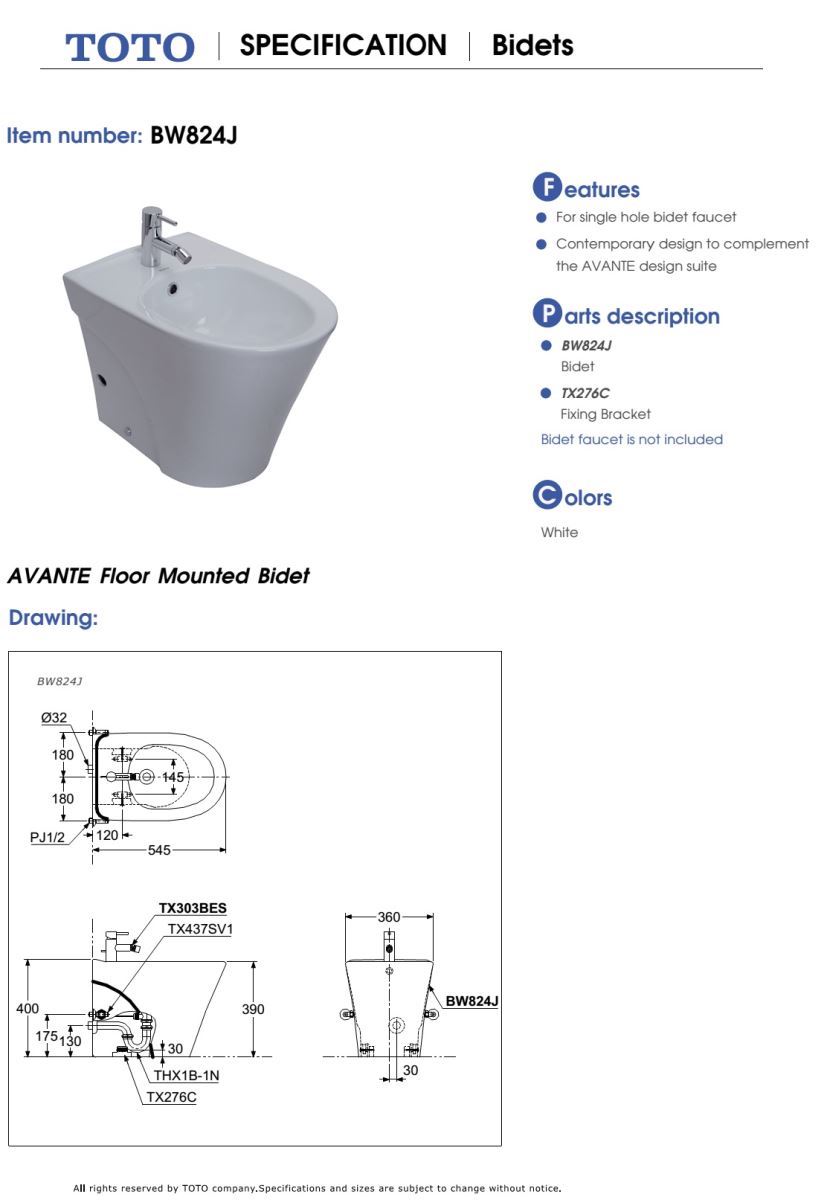 TOTO SPECIFICATION Bidets
Item number: BW824J
Features
For single hole bidet faucet
Contemporary design to complement
the AVANTE design suite
Parts description
BW824J
Bidet
TX276C
Fixing Bracket
Bidet faucet is not included
Colors
White
AVANTE Floor Mounted Bidet
Drawing:
BW824J
Ø32
180
145
180
PJ1/2
120
545
TX303BES
TX437SV1
360
BW824J
400
390
175
130
30
THX1B-1N
30
TX276C
All rights reserved by TOTO company.Specifications and sizes are subject to change without notice.